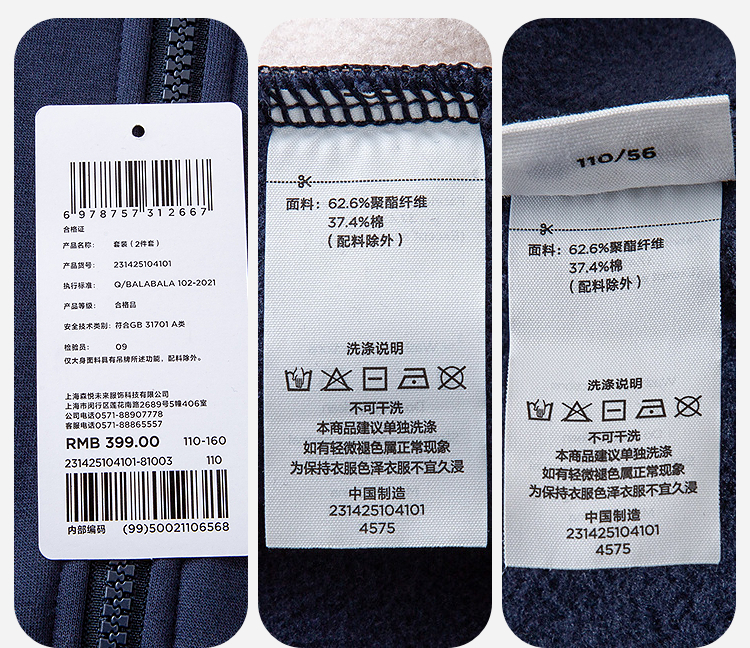 6 978757 312667
合格证
产品名称: 套装（2件套）
产品货号: 231425104101
执行标准: Q/BALABALA 102-2021
产品等级: 合格品
安全技术类别: 符合GB 31701 A类
检验员: 09
仅大身面料具有吊牌所述功能，配料除外。
上海森悦未来服饰科技有限公司
上海市闵行区莲花南路2689号5幢406室
公司电话0571-88907778
客服电话0571-88865557
RMB 399.00 110-160
231425104101-81003 110
内部编码 (99)50021106568
面料: 62.6%聚酯纤维
37.4%棉
（配料除外）
洗涤说明
不可干洗
本商品建议单独洗涤
如有轻微褪色属正常现象
为保持衣服色泽衣服不宜久浸
中国制造
231425104101
4575
110/56
面料: 62.6%聚酯纤维
37.4%棉
（配料除外）
洗涤说明
不可干洗
本商品建议单独洗涤
如有轻微褪色属正常现象
为保持衣服色泽衣服不宜久浸
中国制造
231425104101
4575